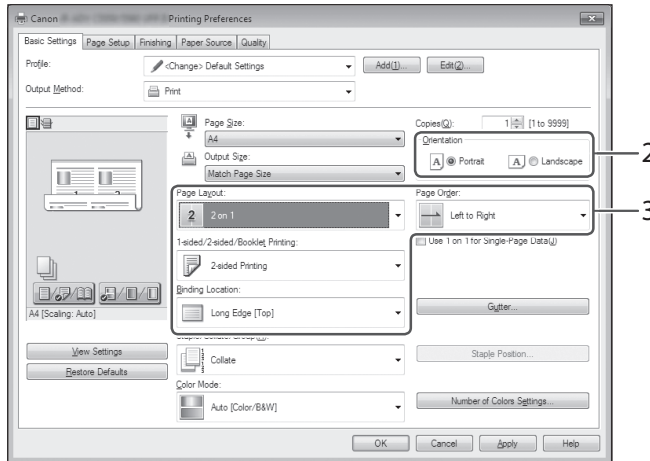 Canon Printing Preferences
Basic Settings Page Setup Finishing Paper Source Quality
Profile: <Change> Default Settings Add(1)... Edit(2)...
Output Method: Print
Page Size: Copies(Q): 1 [1 to 9999]
A4 Orientation
Output Size: A Portrait A Landscape 2
Match Page Size
Page Layout: Page Order:
2 2 on 1 Left to Right 3
1-sided/2-sided/Booklet Printing: Use 1 on 1 for Single-Page Data(J)
2-sided Printing
Binding Location:
Long Edge [Top] Gutter...
A4 [Scaling: Auto]
View Settings Collate Staple Position...
Restore Defaults
Color Mode:
Auto [Color/B&W] Number of Colors Settings...
OK Cancel Apply Help